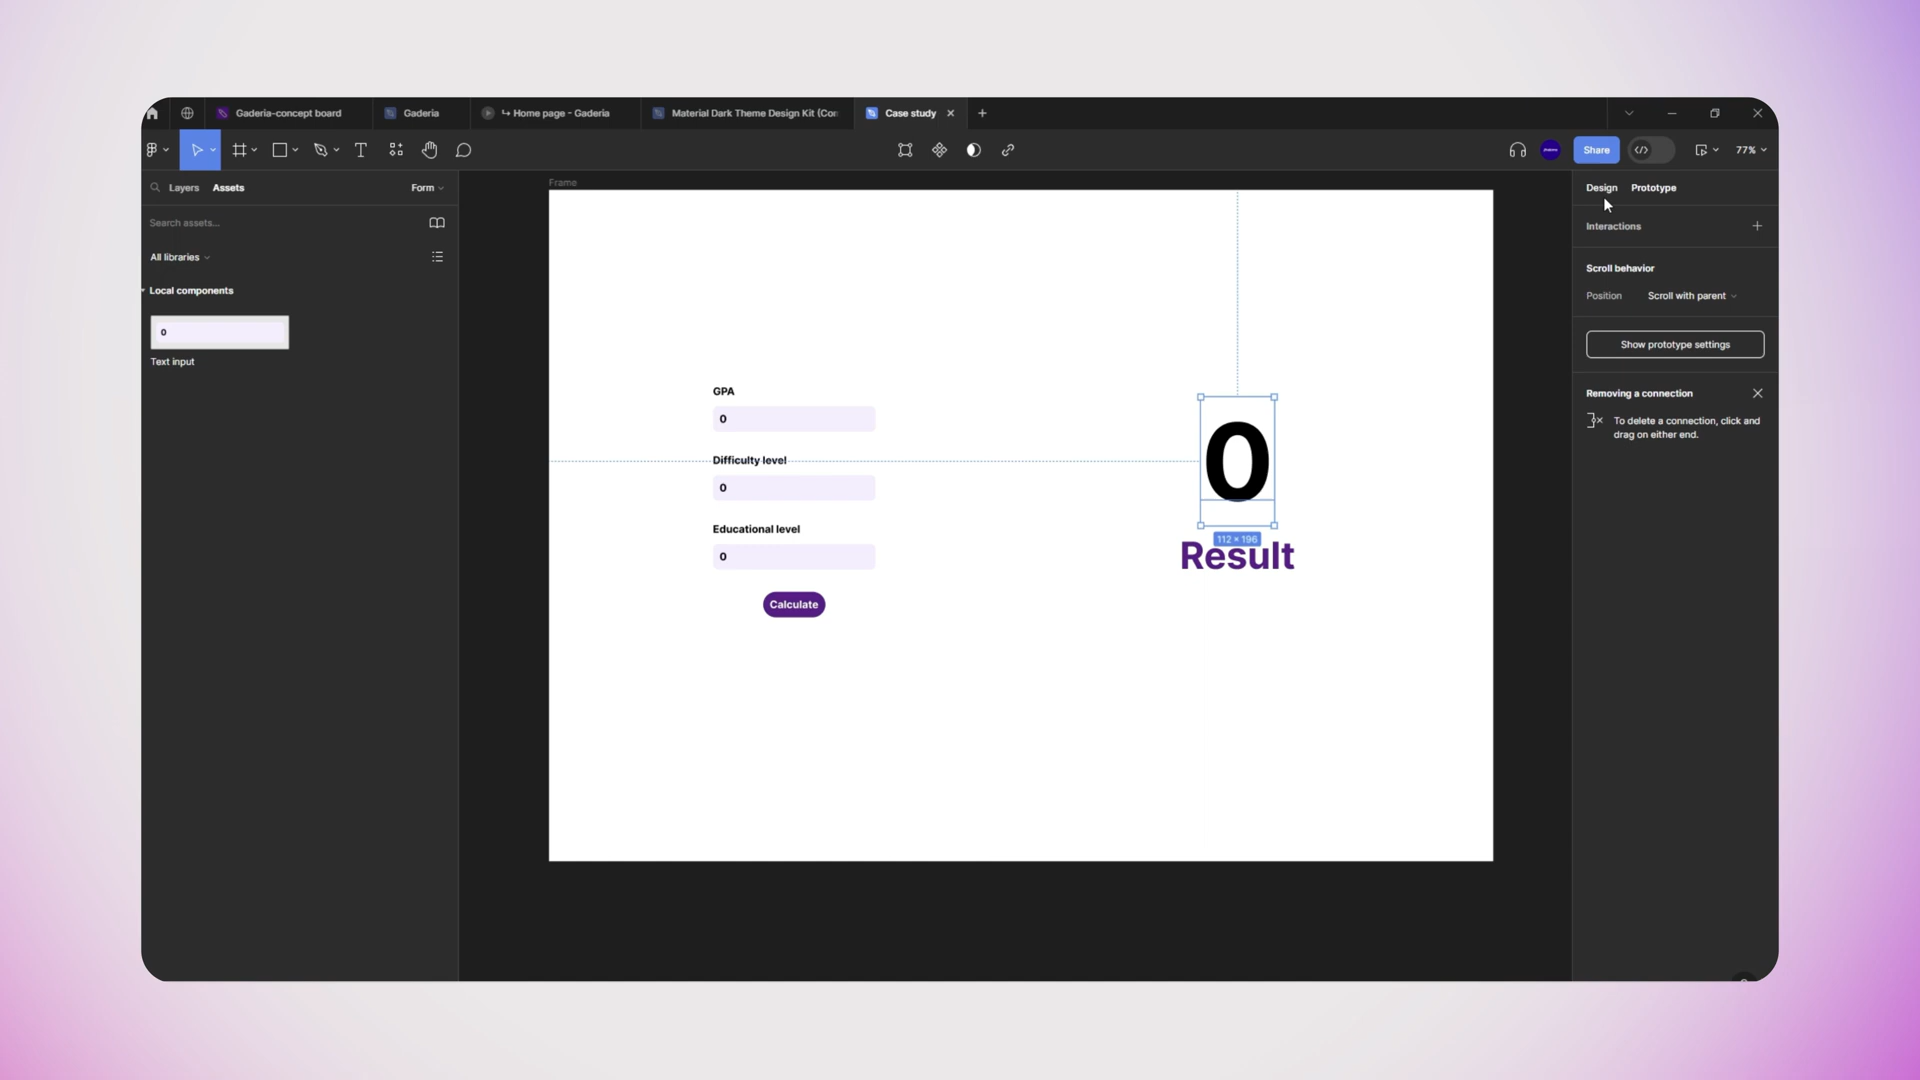 Gaderia-concept board
Gaderia
↳ Home page - Gaderia
Material Dark Theme Design Kit (Con
Case study
Share
77%
Layers
Assets
Form
Design
Prototype
Search assets...
All libraries
Local components
0
Text input
Frame
GPA
0
Difficulty level
0
Educational level
0
Calculate
0
112 × 196
Result
Interactions
Scroll behavior
Position
Scroll with parent
Show prototype settings
Removing a connection
To delete a connection, click and
drag on either end.